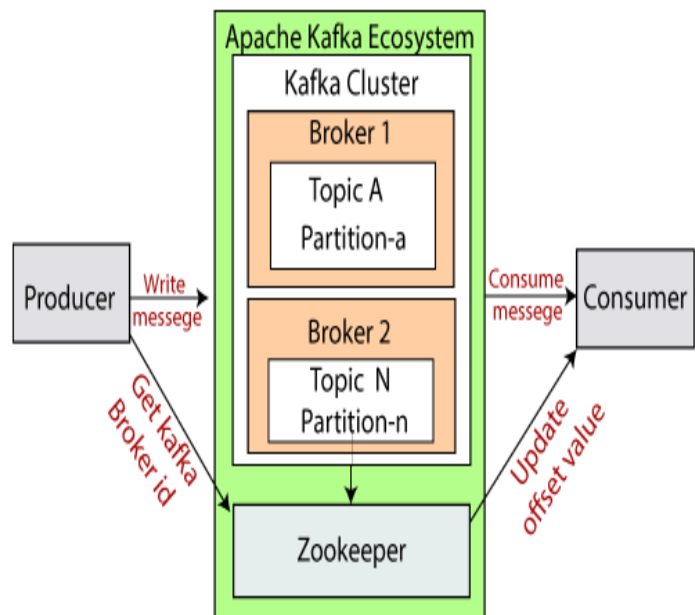 Apache Kafka Ecosystem
Kafka Cluster
Broker 1
Topic A
Partition-a
Producer
Write
messege
Consume
messege
Consumer
Broker 2
Topic N
Partition-n
Get kafka
Broker id
Update
offset value
Zookeeper